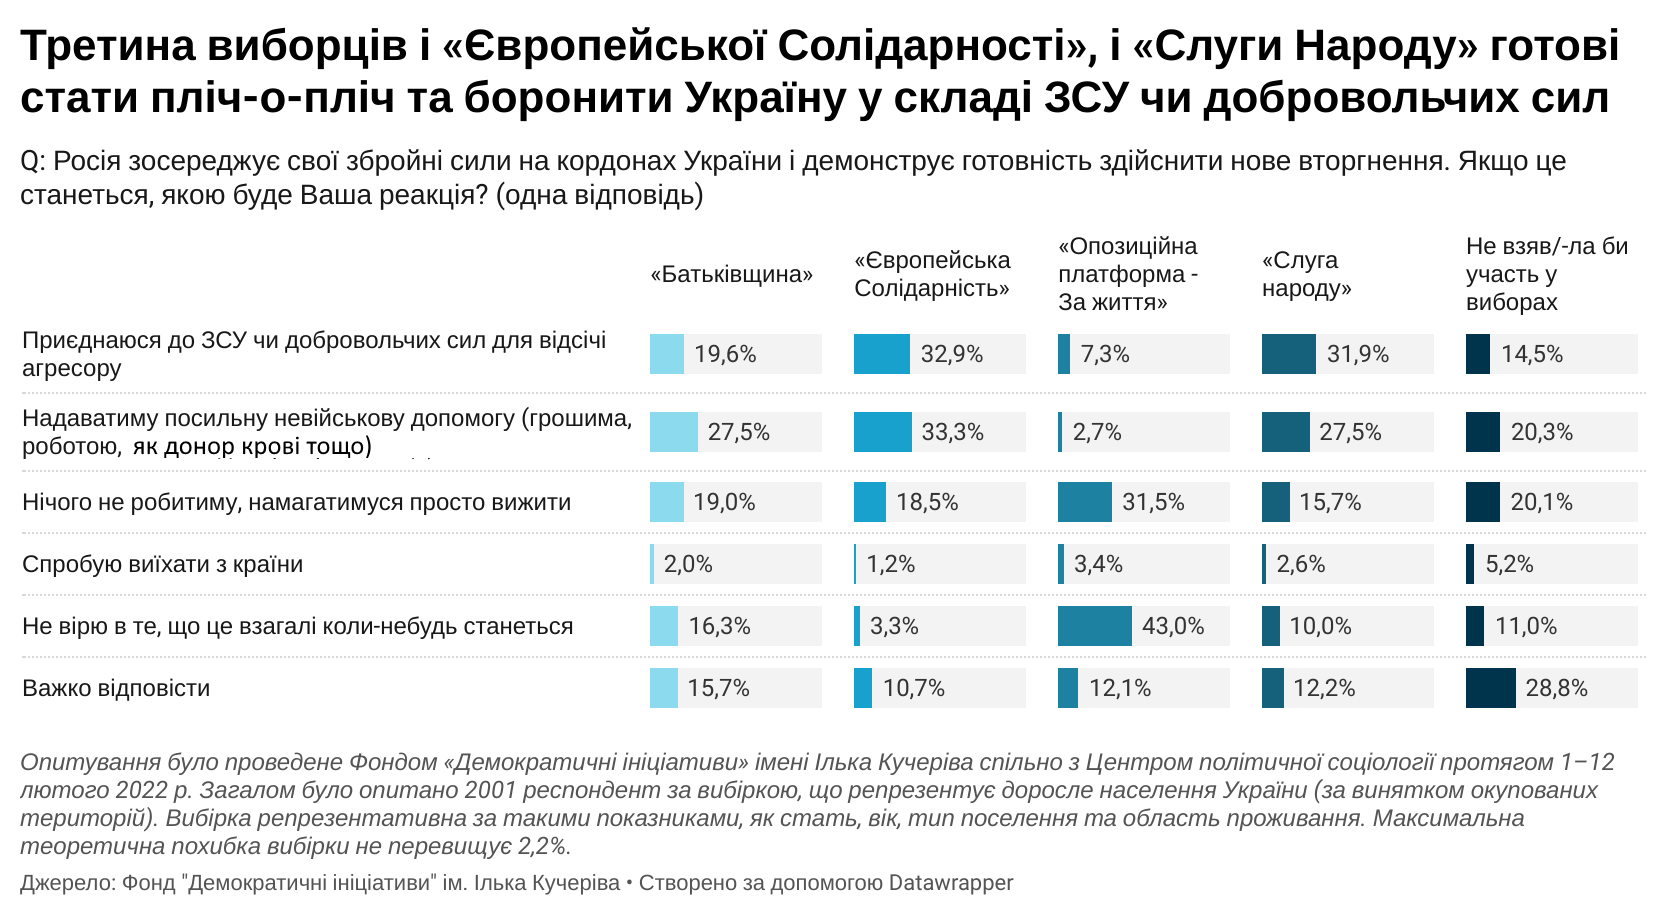 Третина виборців і «Європейської Солідарності», і «Слуги Народу» готові
стати пліч-о-пліч та боронити Україну у складі ЗСУ чи добровольчих сил
Q: Росія зосереджує свої збройні сили на кордонах України і демонструє готовність здійснити нове вторгнення. Якщо це
станеться, якою буде Ваша реакція? (одна відповідь)
«Батьківщина»
«Європейська
Солідарність»
«Опозиційна
платформа -
За життя»
«Слуга
народу»
Не взяв/-ла би
участь у
виборах
Приєднаюся до ЗСУ чи добровольчих сил для відсічі
агресору
19,6% 32,9% 7,3% 31,9% 14,5%
Надаватиму посильну невійськову допомогу (грошима,
роботою, як донор крові тощо)
27,5% 33,3% 2,7% 27,5% 20,3%
Нічого не робитиму, намагатимуся просто вижити 19,0% 18,5% 31,5% 15,7% 20,1%
Спробую виїхати з країни 2,0% 1,2% 3,4% 2,6% 5,2%
Не вірю в те, що це взагалі коли-небудь станеться 16,3% 3,3% 43,0% 10,0% 11,0%
Важко відповісти 15,7% 10,7% 12,1% 12,2% 28,8%
Опитування було проведене Фондом «Демократичні ініціативи» імені Ілька Кучеріва спільно з Центром політичної соціології протягом 1–12
лютого 2022 р. Загалом було опитано 2001 респондент за вибіркою, що репрезентує доросле населення України (за винятком окупованих
територій). Вибірка репрезентативна за такими показниками, як стать, вік, тип поселення та область проживання. Максимальна
теоретична похибка вибірки не перевищує 2,2%.
Джерело: Фонд "Демократичні ініціативи" ім. Ілька Кучеріва • Створено за допомогою Datawrapper